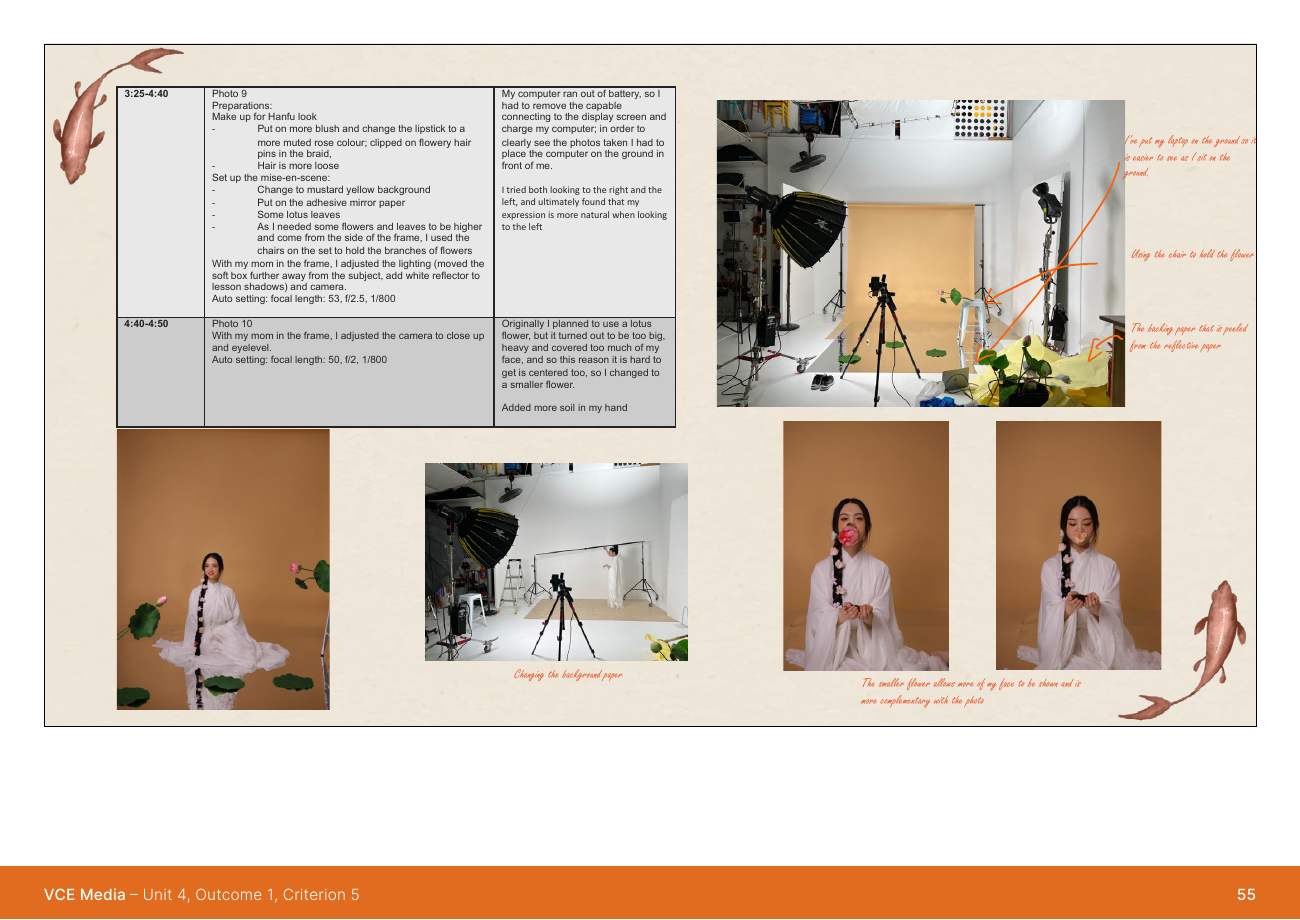 3:25-4:40
Photo 9
Preparations:
Make up for Hanfu look
- Put on more blush and change the lipstick to a
more muted rose colour; clipped on flowery hair
pins in the braid,
- Hair is more loose
Set up the mise-en-scene:
- Change to mustard yellow background
- Put on the adhesive mirror paper
- Some lotus leaves
- As I needed some flowers and leaves to be higher
and come from the side of the frame, I used the
chairs on the set to hold the branches of flowers
With my mom in the frame, I adjusted the lighting (moved the
soft box further away from the subject, add white reflector to
lesson shadows) and camera.
Auto setting: focal length: 53, f/2.5, 1/800
My computer ran out of battery, so I
had to remove the capable
connecting to the display screen and
charge my computer; in order to
clearly see the photos taken I had to
place the computer on the ground in
front of me.
I tried both looking to the right and the
left, and ultimately found that my
expression is more natural when looking
to the left
4:40-4:50
Photo 10
With my mom in the frame, I adjusted the camera to close up
and eyelevel.
Auto setting: focal length: 50, f/2, 1/800
Originally I planned to use a lotus
flower, but it turned out to be too big,
heavy and covered too much of my
face, and so this reason it is hard to
get is centered too, so I changed to
a smaller flower.
Added more soil in my hand
I've put my laptop on the ground so it
is easier to see as I sit on the
ground.
Using the chair to hold the flower
The backing paper that is peeled
from the reflective paper
Changing the background paper
The smaller flower allows more of my face to be shown and is
more complementary with the photo
VCE Media – Unit 4, Outcome 1, Criterion 5
55